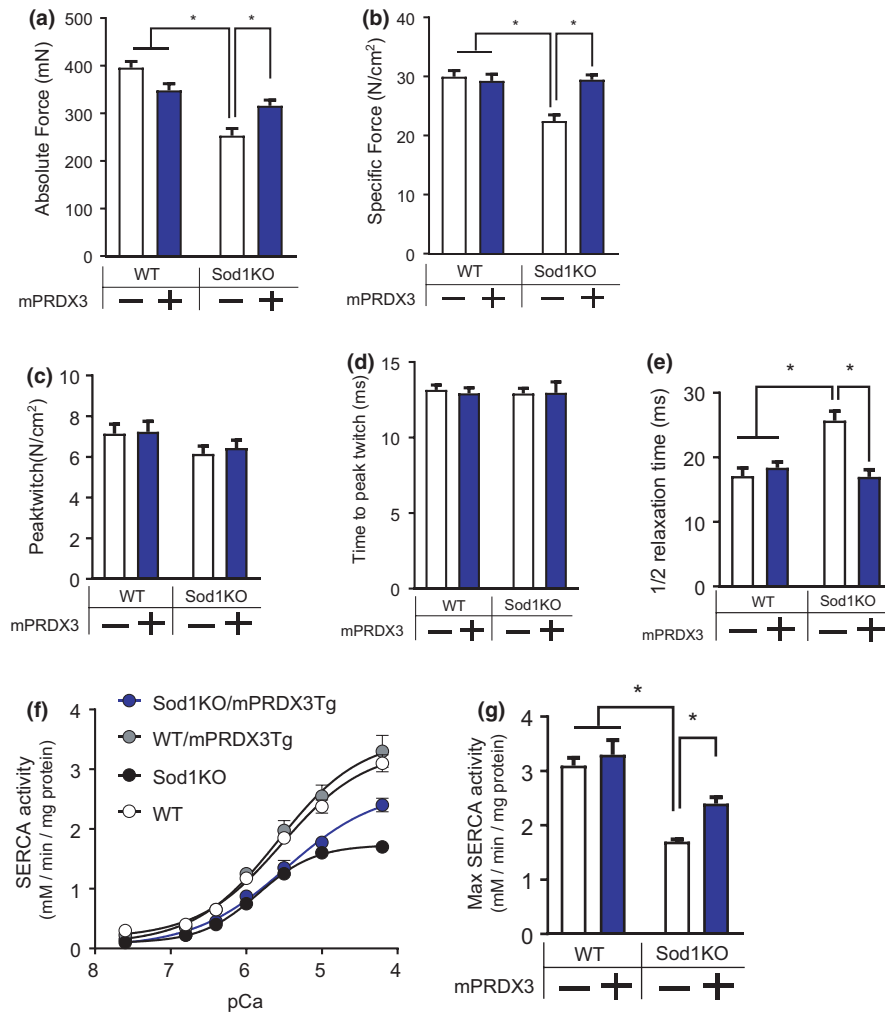 (a)
Absolute Force (mN)
500
400
300
200
100
0
*
*
WT
Sod1KO
mPRDX3
— + — +
(b)
Specific Force (N/cm²)
40
30
20
10
0
*
*
WT
Sod1KO
mPRDX3
— + — +
(c)
Peaktwitch(N/cm²)
10
8
6
4
2
0
WT
Sod1KO
mPRDX3
— + — +
(d)
Time to peak twitch (ms)
15
10
5
0
WT
Sod1KO
mPRDX3
— + — +
(e)
1/2 relaxation time (ms)
30
20
10
0
*
*
WT
Sod1KO
mPRDX3
— + — +
(f)
SERCA activity
(mM / min / mg protein)
4
3
2
1
0
Sod1KO/mPRDX3Tg
WT/mPRDX3Tg
Sod1KO
WT
8 7 6 5 4
pCa
(g)
Max SERCA activity
(mM / min / mg protein)
4
3
2
1
0
*
*
WT
Sod1KO
mPRDX3
— + — +